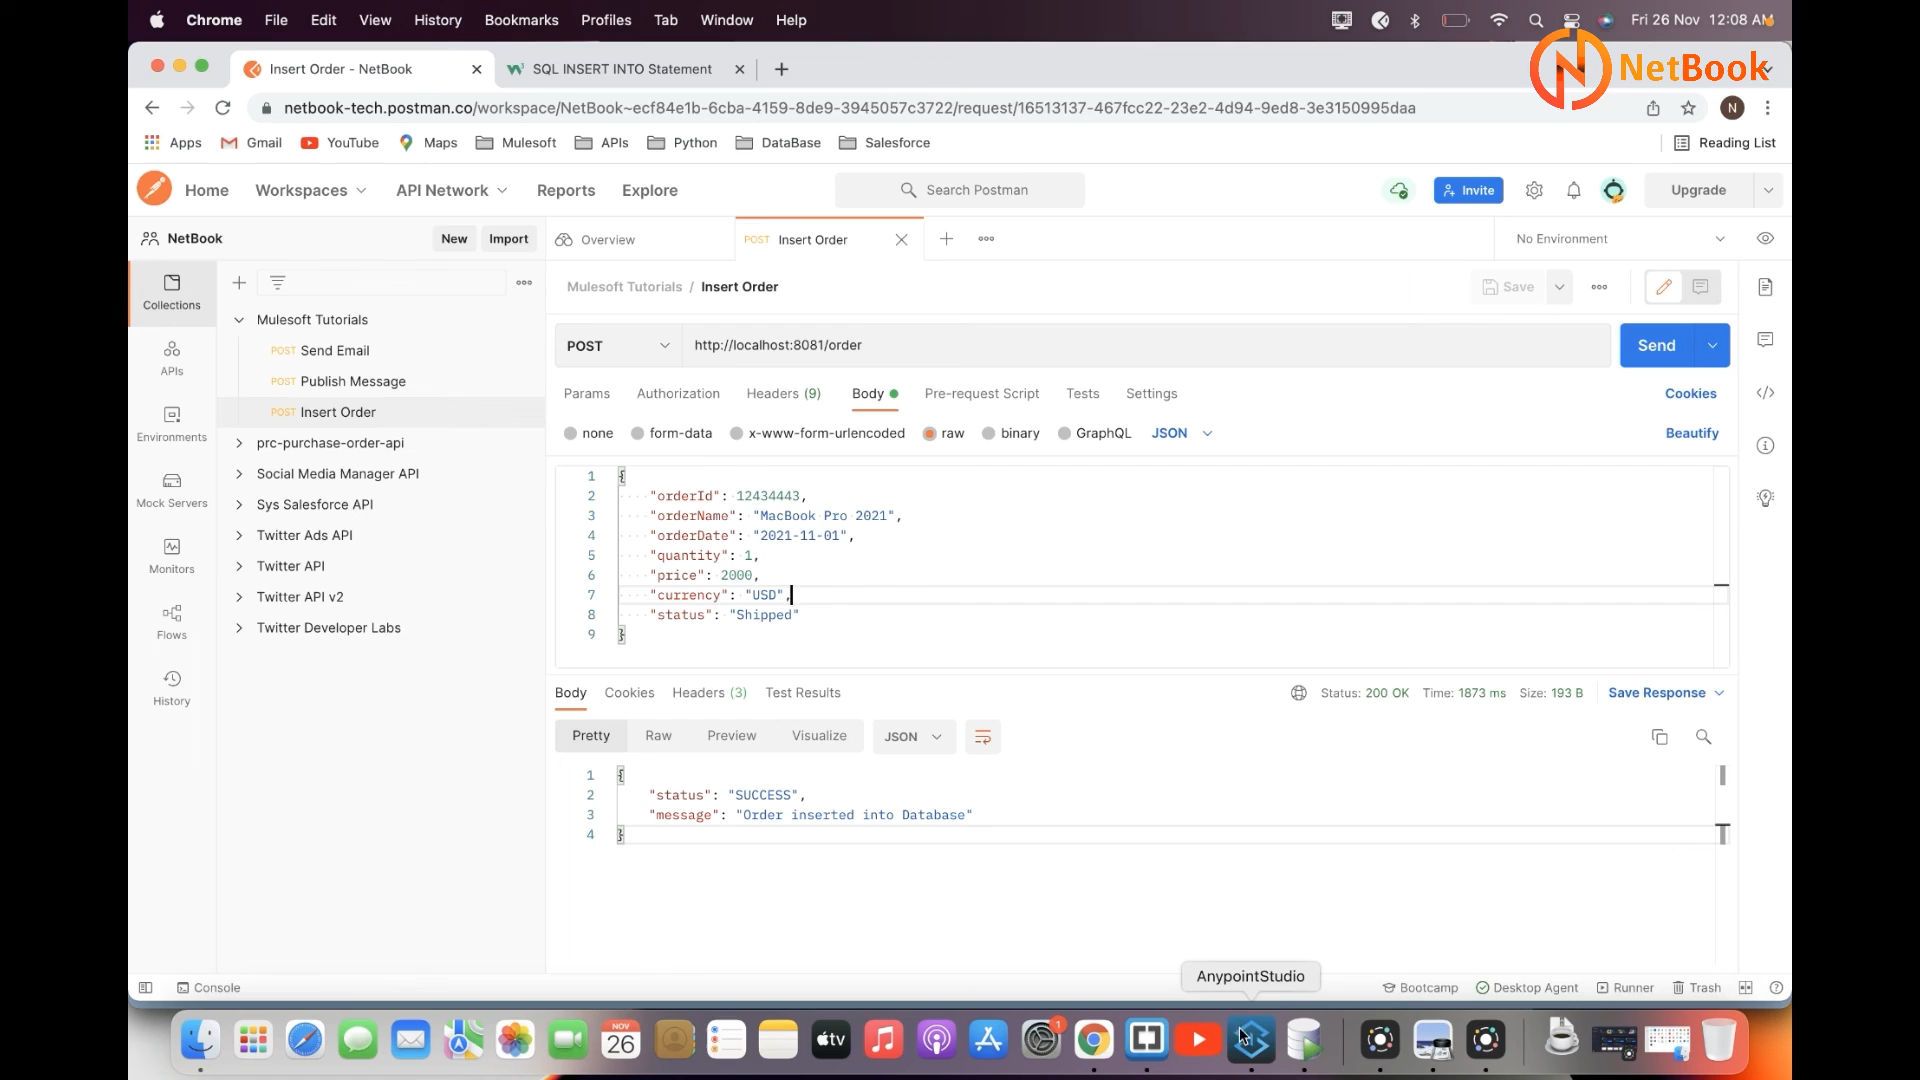 Chrome File Edit View History Bookmarks Profiles Tab Window Help Fri 26 Nov 12:08 AM
NetBook
Insert Order - NetBook SQL INSERT INTO Statement
netbook-tech.postman.co/workspace/NetBook~ecf84e1b-6cba-4159-8de9-3945057c3722/request/16513137-467fcc22-23e2-4d94-9ed8-3e3150995daa N
Apps Gmail YouTube Maps Mulesoft APIs Python DataBase Salesforce Reading List
Home Workspaces API Network Reports Explore Search Postman Invite Upgrade
NetBook New Import Overview POST Insert Order No Environment
Collections
APIs
Environments
Mock Servers
Monitors
Flows
History
Mulesoft Tutorials
POST Send Email
POST Publish Message
POST Insert Order
prc-purchase-order-api
Social Media Manager API
Sys Salesforce API
Twitter Ads API
Twitter API
Twitter API v2
Twitter Developer Labs
Mulesoft Tutorials / Insert Order Save
POST http://localhost:8081/order Send
Params Authorization Headers (9) Body Pre-request Script Tests Settings Cookies
none form-data x-www-form-urlencoded raw binary GraphQL JSON Beautify
1 {
2 "orderId": 12434443,
3 "orderName": "MacBook Pro 2021",
4 "orderDate": "2021-11-01",
5 "quantity": 1,
6 "price": 2000,
7 "currency": "USD",
8 "status": "Shipped"
9 }
Body Cookies Headers (3) Test Results Status: 200 OK Time: 1873 ms Size: 193 B Save Response
Pretty Raw Preview Visualize JSON
1 {
2 "status": "SUCCESS",
3 "message": "Order inserted into Database"
4 }
AnypointStudio
Console Bootcamp Desktop Agent Runner Trash
NOV
26
tv
1